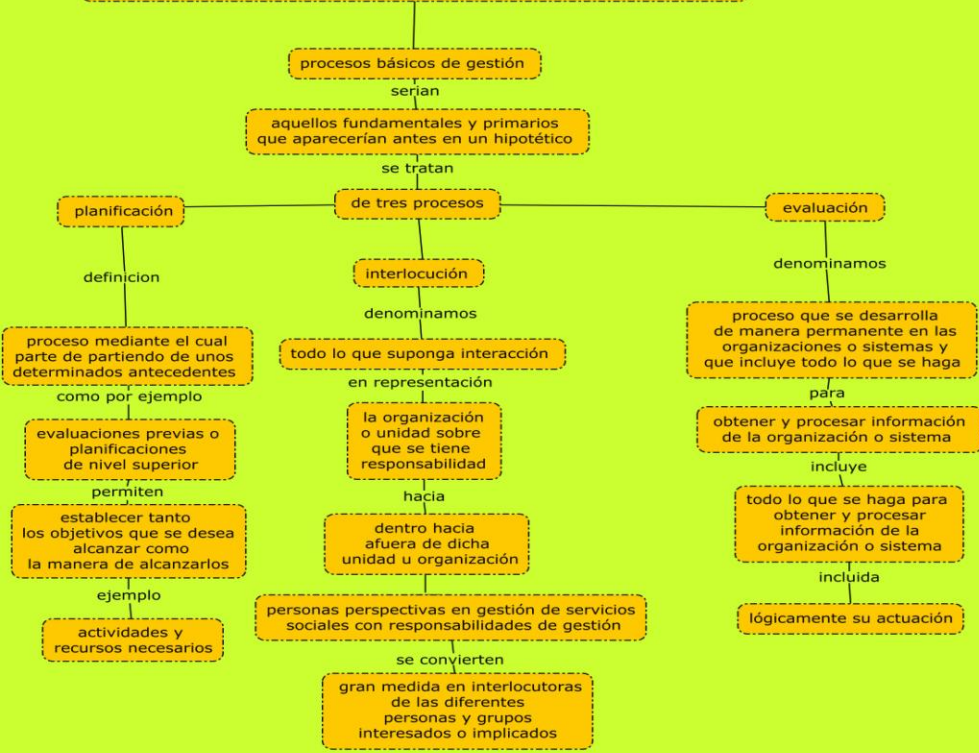 procesos básicos de gestión
serian
aquellos fundamentales y primarios
que aparecerían antes en un hipotético
se tratan
de tres procesos
planificación
definicion
proceso mediante el cual
parte de partiendo de unos
determinados antecedentes
como por ejemplo
evaluaciones previas o
planificaciones
de nivel superior
permiten
establecer tanto
los objetivos que se desea
alcanzar como
la manera de alcanzarlos
ejemplo
actividades y
recursos necesarios
interlocución
denominamos
todo lo que suponga interacción
en representación
la organización
o unidad sobre
que se tiene
responsabilidad
hacia
dentro hacia
afuera de dicha
unidad u organización
personas perspectivas en gestión de servicios
sociales con responsabilidades de gestión
se convierten
gran medida en interlocutoras
de las diferentes
personas y grupos
interesados o implicados
evaluación
denominamos
proceso que se desarrolla
de manera permanente en las
organizaciones o sistemas y
que incluye todo lo que se haga
para
obtener y procesar información
de la organización o sistema
incluye
todo lo que se haga para
obtener y procesar
información de la
organización o sistema
incluida
lógicamente su actuación